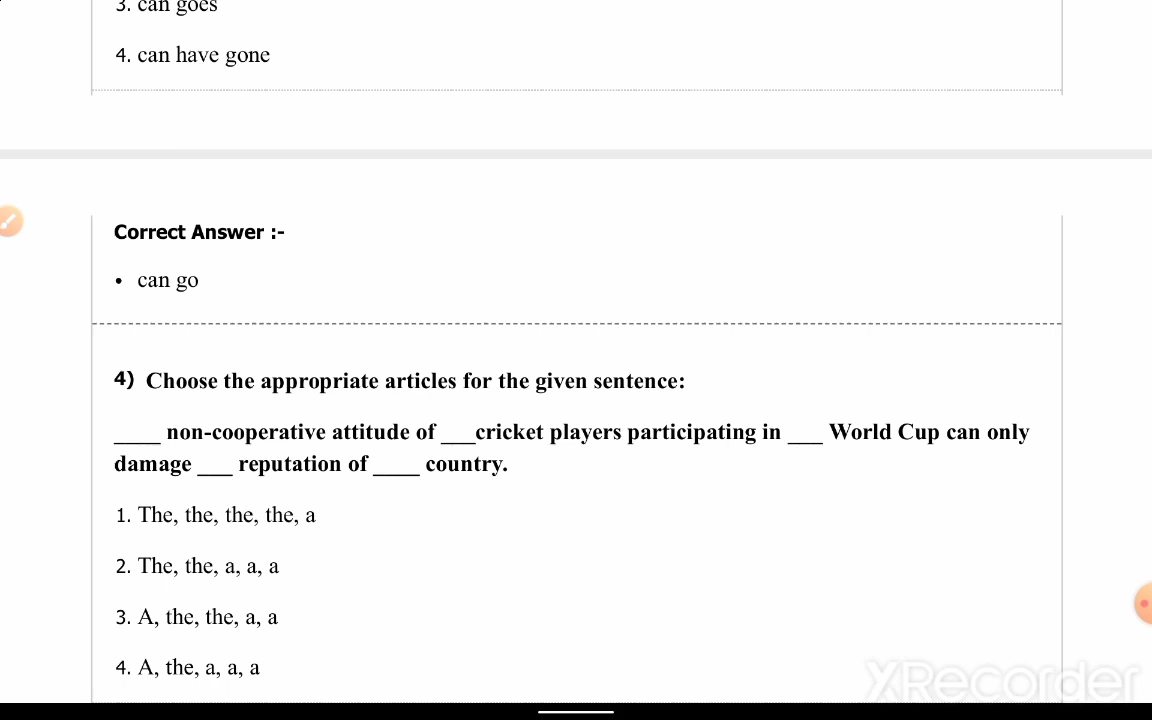 3. can goes
4. can have gone
Correct Answer :-
• can go
4) Choose the appropriate articles for the given sentence:
____ non-cooperative attitude of ___cricket players participating in ___ World Cup can only
damage ___ reputation of ____ country.
1. The, the, the, the, a
2. The, the, a, a, a
3. A, the, the, a, a
4. A, the, a, a, a
XRecorder